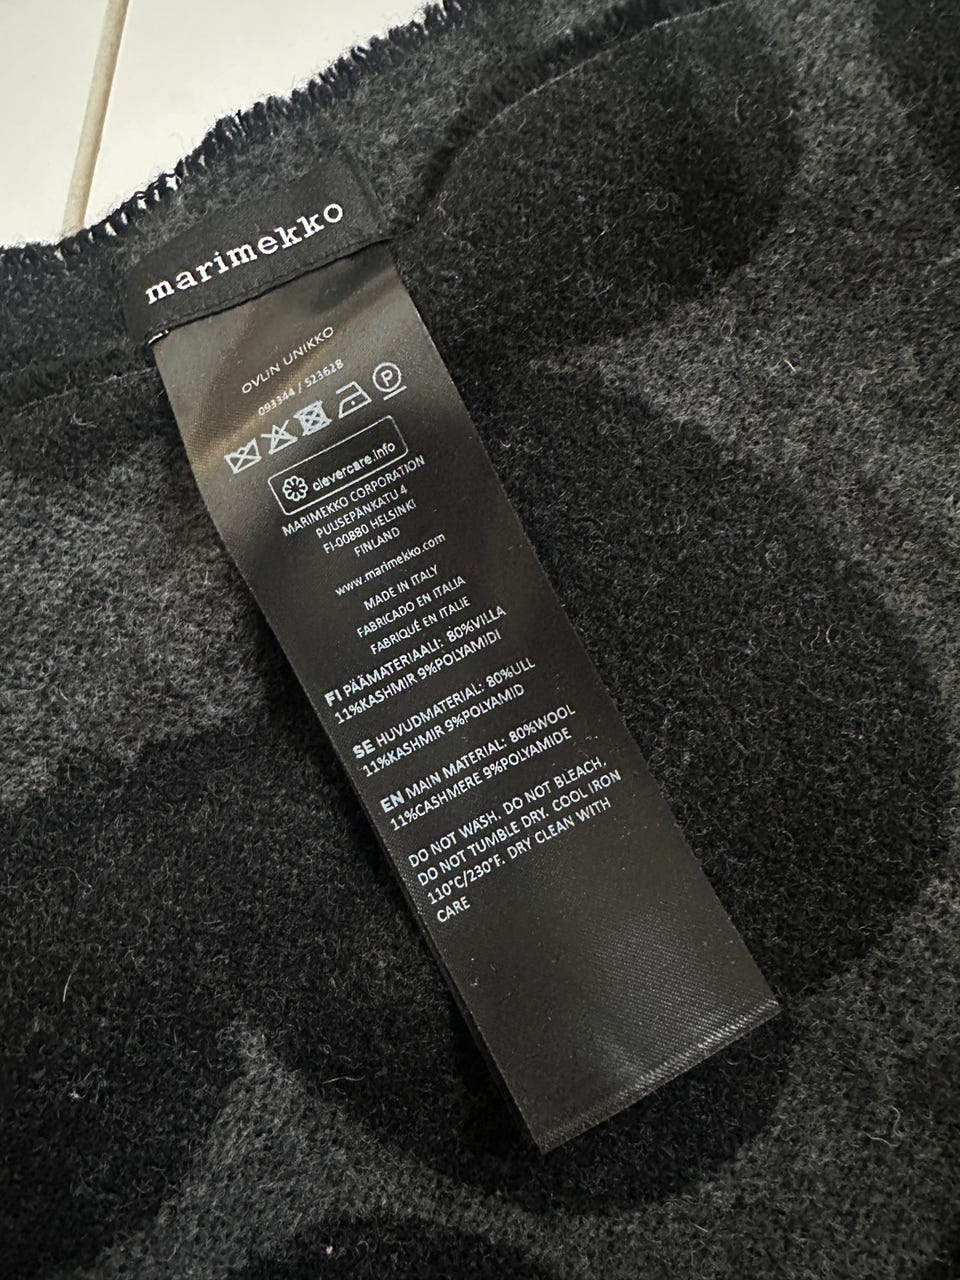 marimekko
OVLIN UNIKKO
093344 / 523628
P
clevercare.info
MARIMEKKO CORPORATION
PUUSEPÄNKATU 4
FI-00880 HELSINKI
FINLAND
www.marimekko.com
MADE IN ITALY
FABRICADO EN ITALIA
FABRIQUÉ EN ITALIE
FI PÄÄMATERIAALI: 80%VILLA
11%KASHMIR 9%POLYAMIDI
SE HUVUDMATERIAL: 80%ULL
11%KASHMIR 9%POLYAMID
EN MAIN MATERIAL: 80%WOOL
11%CASHMERE 9%POLYAMIDE
DO NOT WASH. DO NOT BLEACH.
DO NOT TUMBLE DRY. COOL IRON
110°C/230°F. DRY CLEAN WITH
CARE